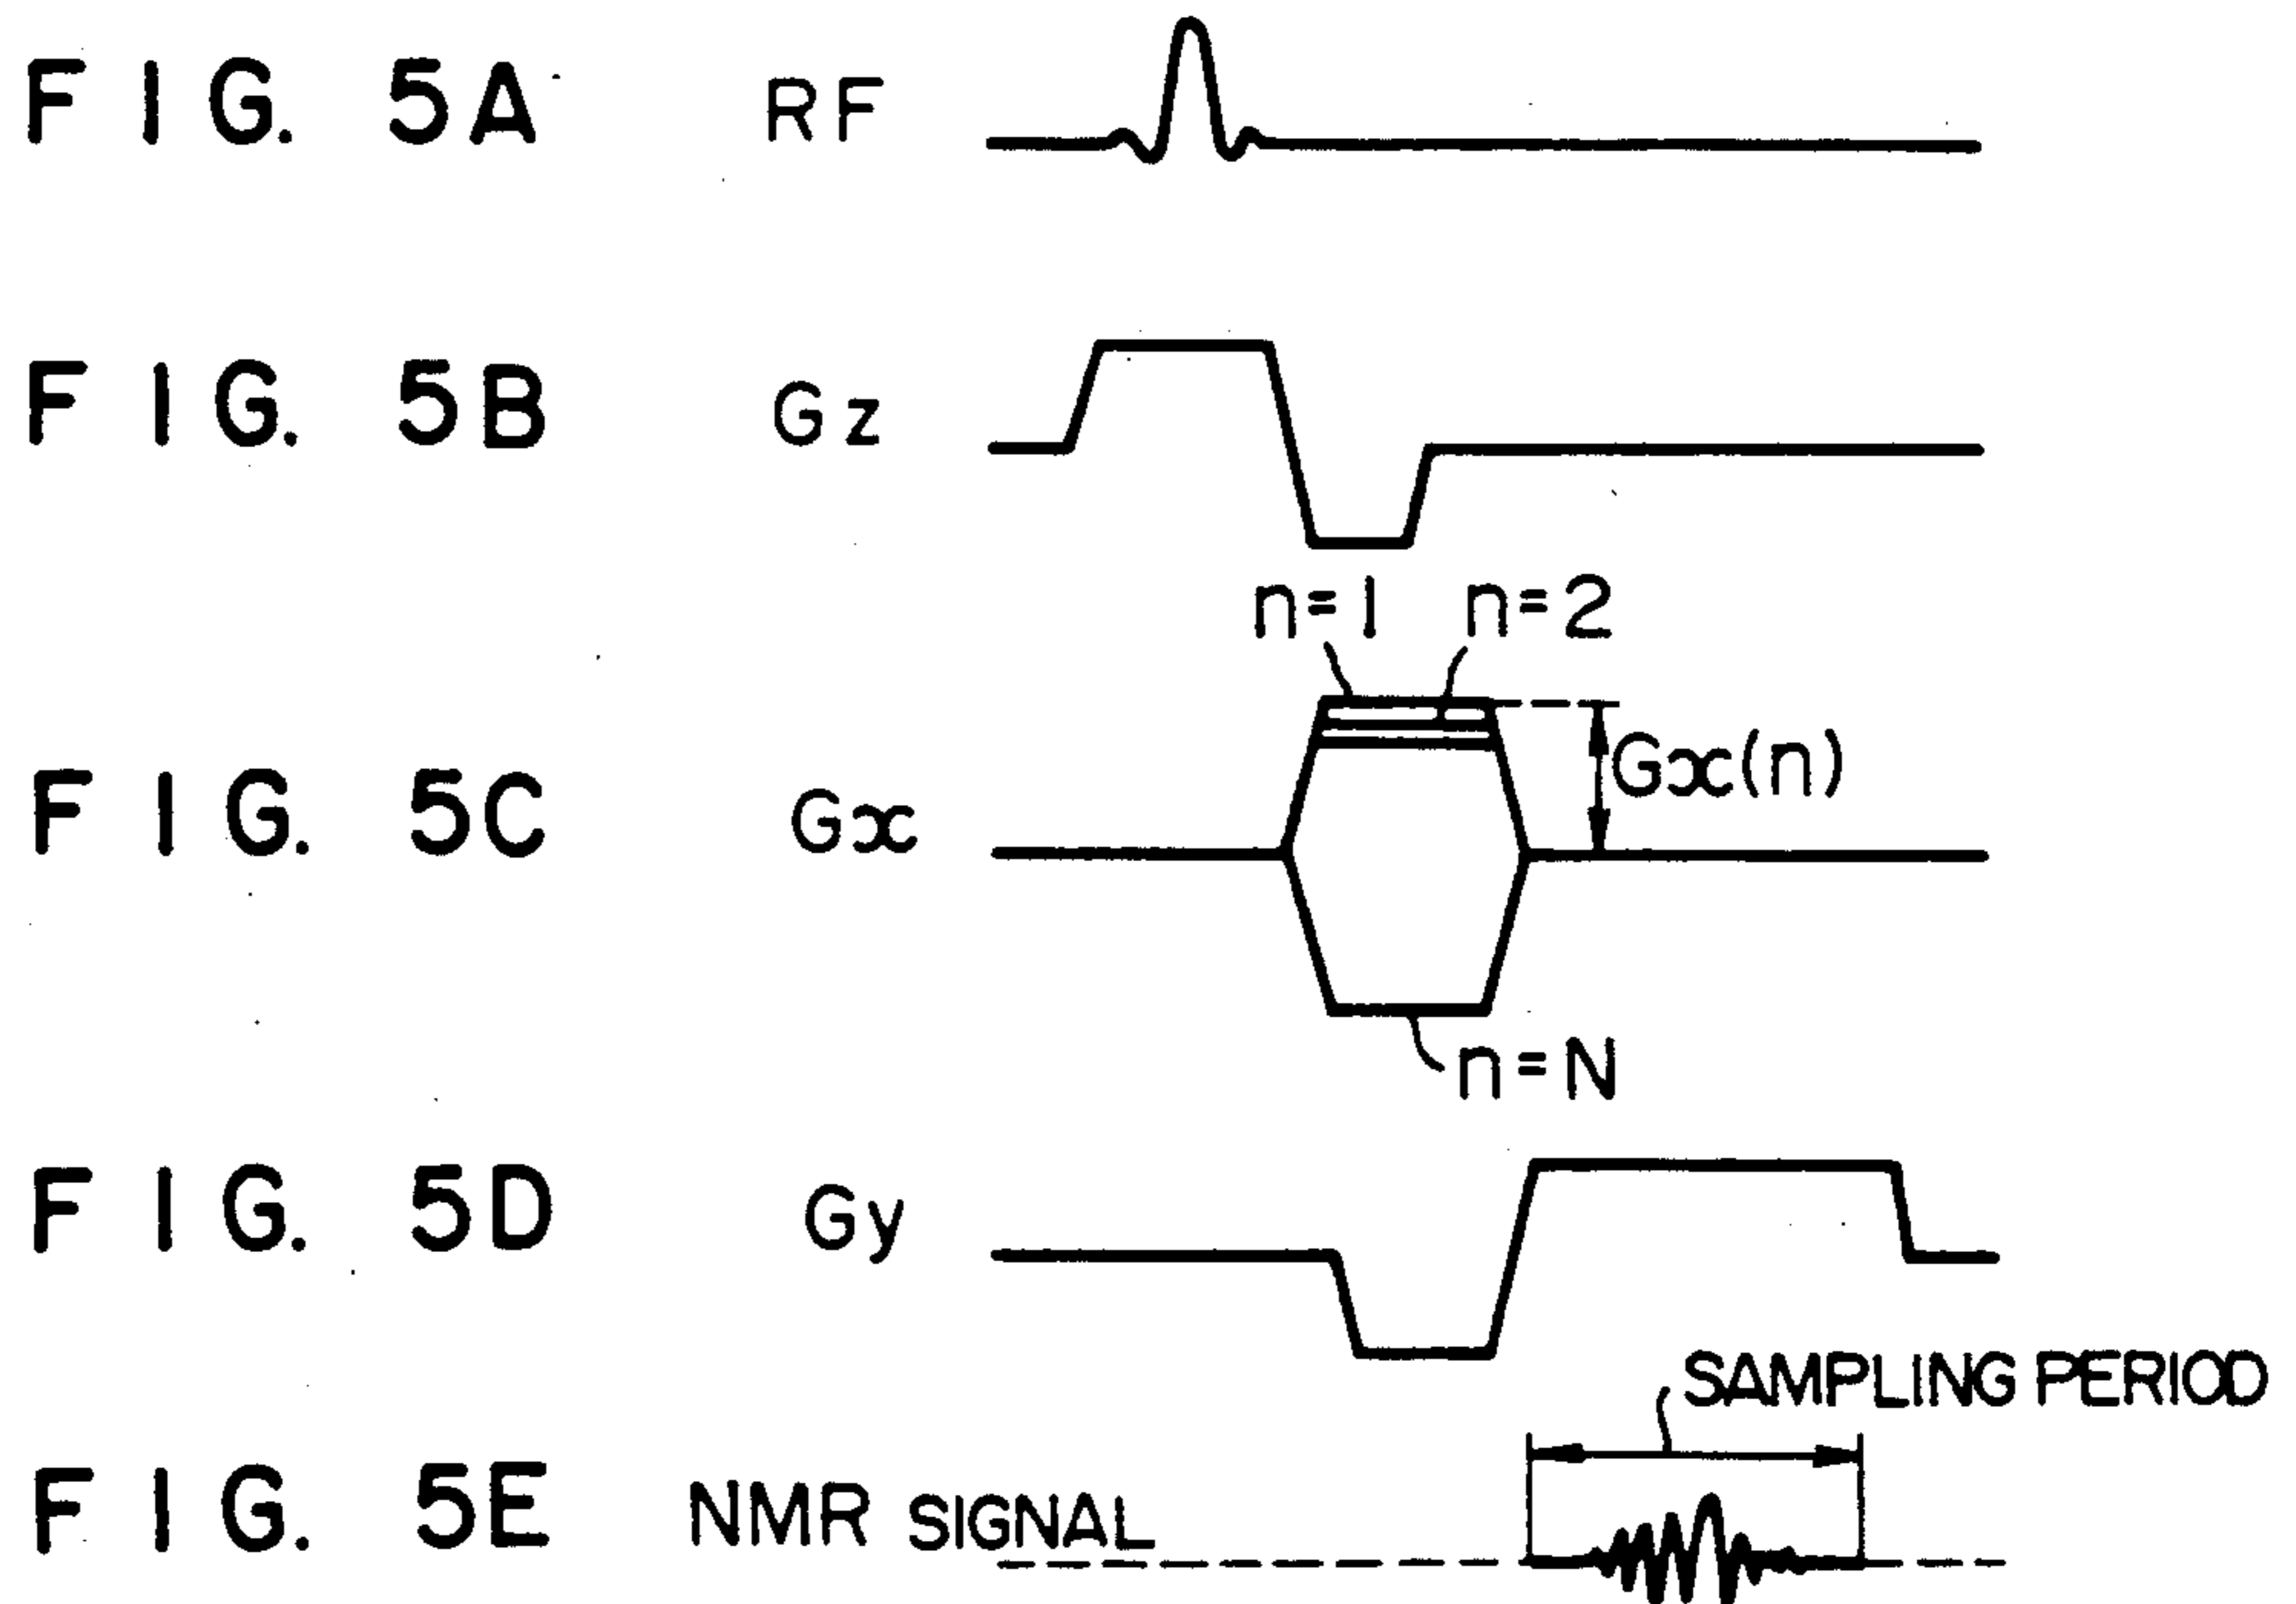 FIG. 5A RF
FIG. 5B Gz
n=1 n=2
Gx(n)
FIG. 5C Gx
n=N
FIG. 5D Gy
SAMPLING PERIOD
FIG. 5E NMR SIGNAL